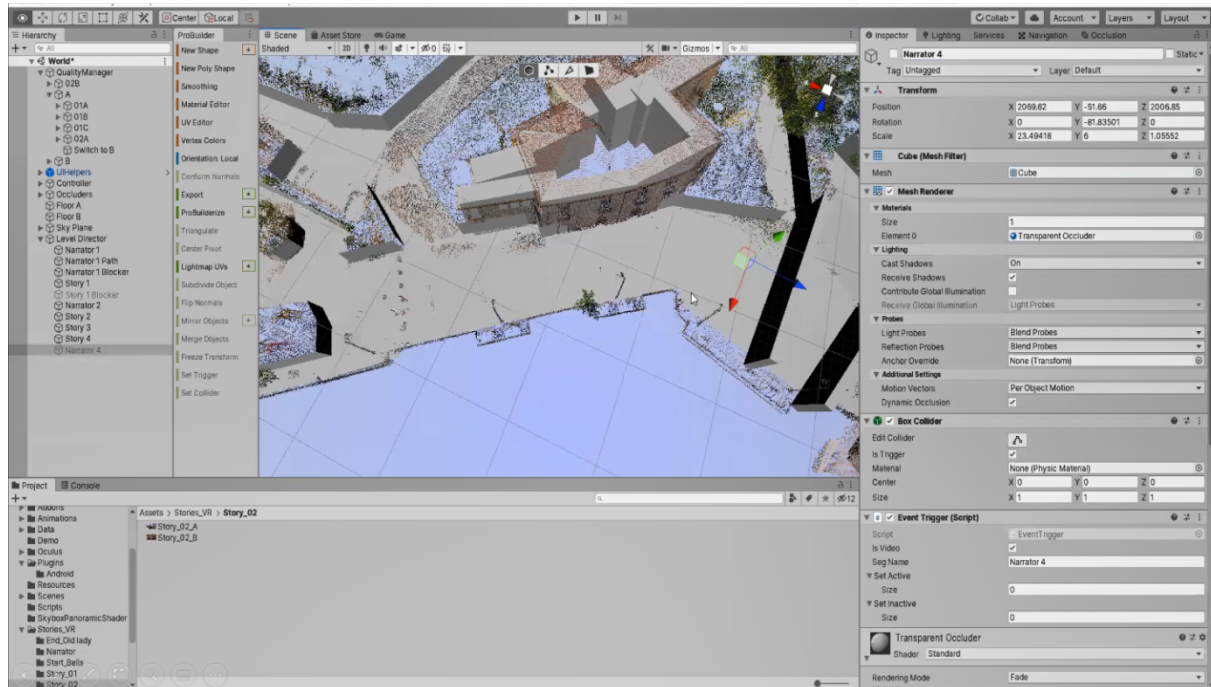 Center Local
Collab Account Layers Layout
Hierarchy
All
World*
QualityManager
02B
A
01A
01B
01C
02A
Switch to B
B
UIHelpers
Controller
Occluders
Floor A
Floor B
Sky Plane
Level Director
Narrator 1
Narrator 1 Path
Narrator 1 Blocker
Story 1
Story 1 Blocker
Narrator 2
Story 2
Story 3
Story 4
Narrator 4
ProBuilder
New Shape
New Poly Shape
Smoothing
Material Editor
UV Editor
Vertex Colors
Orientation: Local
Conform Normals
Export
ProBuilderize
Triangulate
Center Pivot
Lightmap UVs
Subdivide Object
Flip Normals
Mirror Objects
Merge Objects
Freeze Transform
Set Trigger
Set Collider
Scene Asset Store Game
Shaded 2D 0 Gizmos All
Inspector Lighting Services Navigation Occlusion
Narrator 4 Static
Tag Untagged Layer Default
Transform
Position X 2069.62 Y -51.66 Z 2006.85
Rotation X 0 Y -81.83501 Z 0
Scale X 23.49418 Y 6 Z 1.05552
Cube (Mesh Filter)
Mesh Cube
Mesh Renderer
Materials
Size 1
Element 0 Transparent Occluder
Lighting
Cast Shadows On
Receive Shadows
Contribute Global Illumination
Receive Global Illumination Light Probes
Probes
Light Probes Blend Probes
Reflection Probes Blend Probes
Anchor Override None (Transform)
Additional Settings
Motion Vectors Per Object Motion
Dynamic Occlusion
Box Collider
Edit Collider
Is Trigger
Material None (Physic Material)
Center X 0 Y 0 Z 0
Size X 1 Y 1 Z 1
Event Trigger (Script)
Script EventTrigger
Is Video
Seg Name Narrator 4
Set Active
Size 0
Set Inactive
Size 0
Transparent Occluder
Shader Standard
Rendering Mode Fade
Project Console
12
Addons
Animations
Data
Demo
Oculus
Plugins
Android
Resources
Scenes
Scripts
SkyboxPanoramicShader
Stories_VR
End_Old lady
Narrator
Start_Bells
Story_01
Story_02
Assets > Stories_VR > Story_02
Story_02_A
Story_02_B